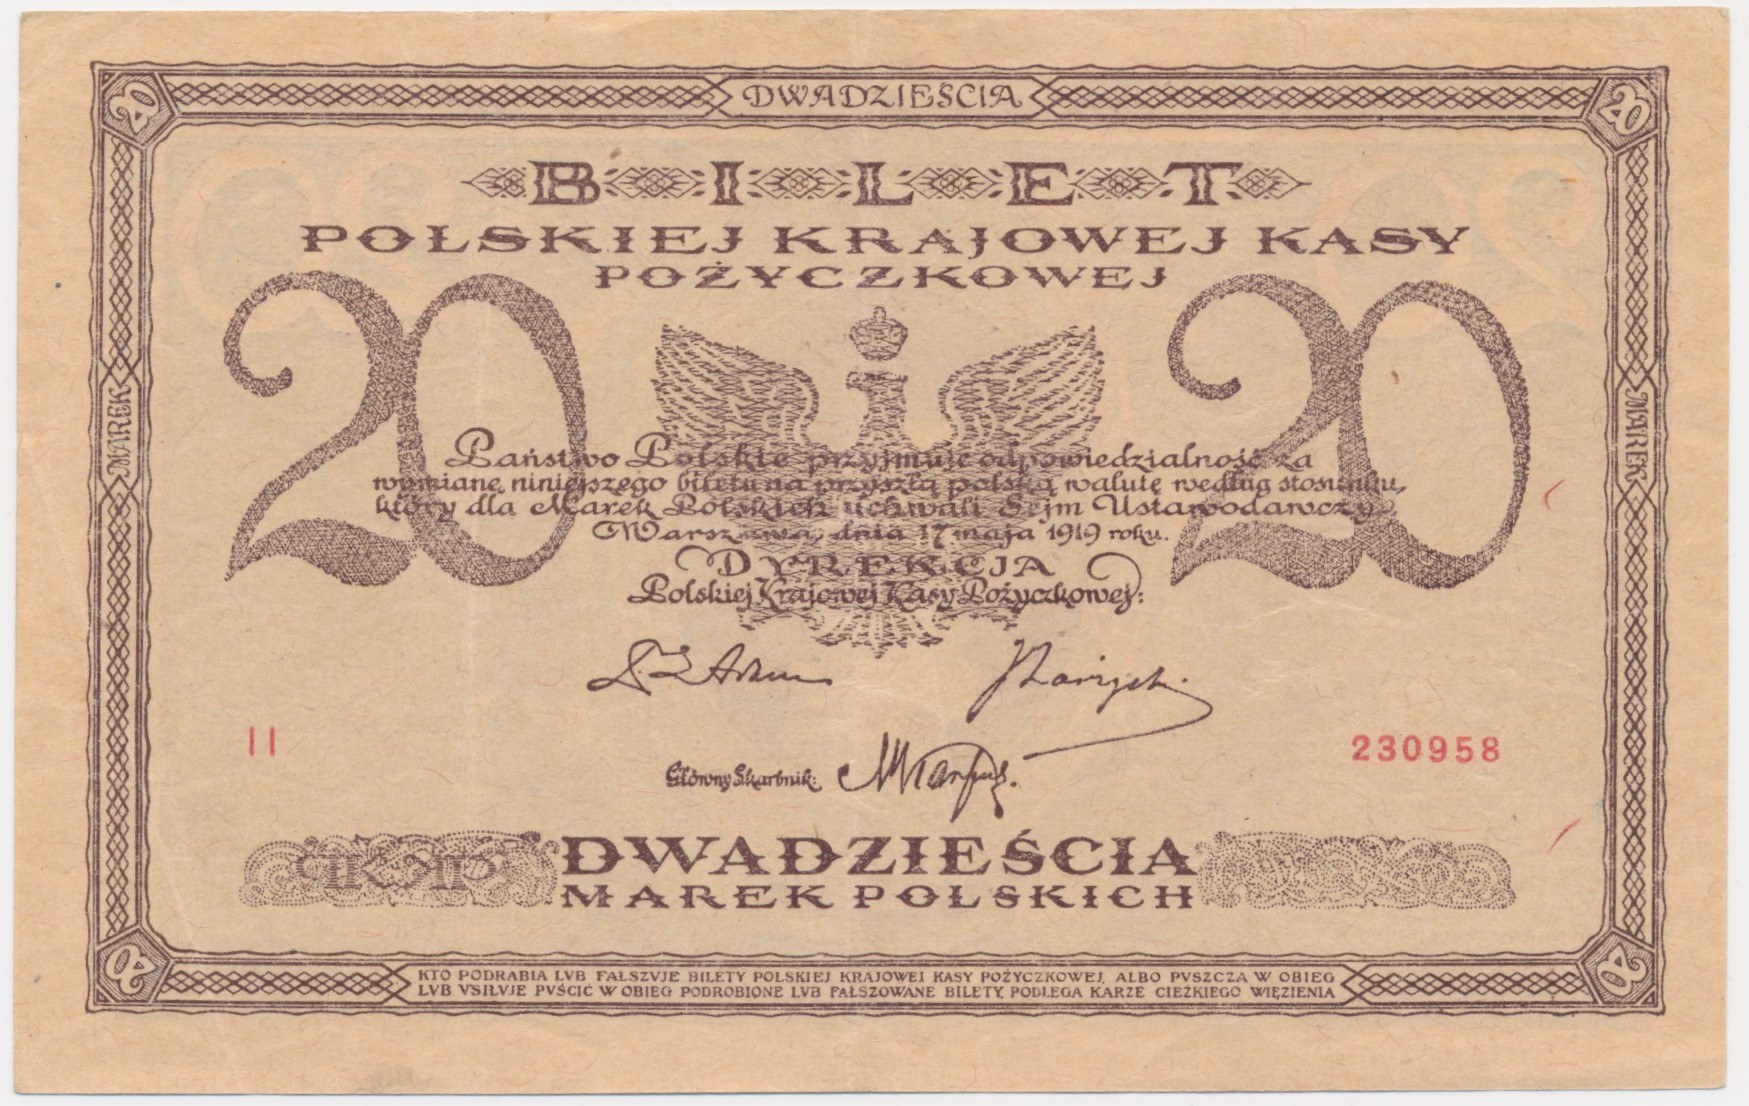 20 DWADZIEŚCIA 20
BILET
POLSKIEJ KRAJOWEJ KASY
POŻYCZKOWEJ
20 20
MAREK MAREK
Państwo Polskie przyjmuje odpowiedzialność za
wymianę niniejszego biletu na przyszłą polską walutę według stosunku,
który dla Marek Polskich uchwali Sejm Ustawodawczy.
Warszawa, dnia 17 maja 1919 roku.
DYREKCJA
Polskiej Krajowej Kasy Pożyczkowej:
II
230958
Główny Skarbnik:
DWADZIEŚCIA
MAREK POLSKICH
20 20
KTO PODRABIA LVB FAŁSZVJE BILETY POLSKIEJ KRAJOWEJ KASY POŻYCZKOWEJ, ALBO PVSZCZA W OBIEG
LVB VSIŁVJE PVŚCIĆ W OBIEG PODROBIONE LVB FAŁSZOWANE BILETY, PODLEGA KARZE CIĘŻKIEGO WIĘZIENIA